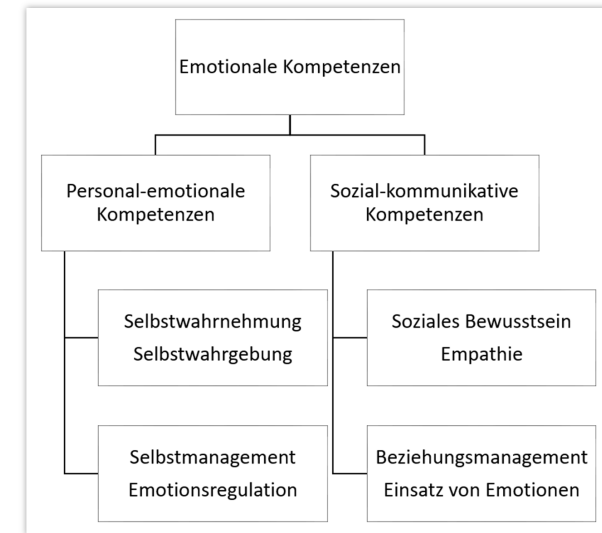 Emotionale Kompetenzen
Personal-emotionale
Kompetenzen
Sozial-kommunikative
Kompetenzen
Selbstwahrnehmung
Selbstwahrgebung
Soziales Bewusstsein
Empathie
Selbstmanagement
Emotionsregulation
Beziehungsmanagement
Einsatz von Emotionen